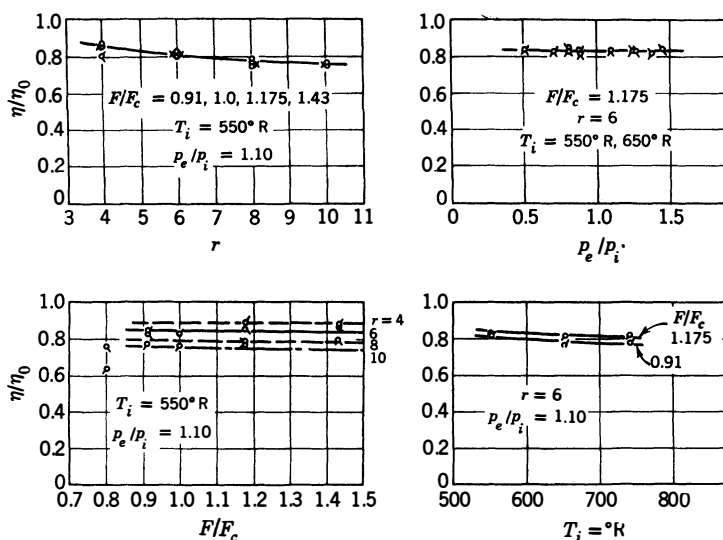 η/η₀
1.0
0.8
0.6
0.4
0.2
0
F/F_c = 0.91, 1.0, 1.175, 1.43
T_i = 550° R
p_e/p_i = 1.10
3 4 5 6 7 8 9 10 11
r
1.0
0.8
0.6
0.4
0.2
0
F/F_c = 1.175
r = 6
T_i = 550° R, 650° R
0 0.5 1.0 1.5
p_e/p_i
η/η₀
1.0
0.8
0.6
0.4
0.2
0
r = 4
6
8
10
T_i = 550° R
p_e/p_i = 1.10
0.7 0.8 0.9 1.0 1.2 1.4 1.5
F/F_c
1.0
0.8
0.6
0.4
0.2
0
F/F_c
1.175
0.91
r = 6
p_e/p_i = 1.10
500 600 700 800
T_i = °R